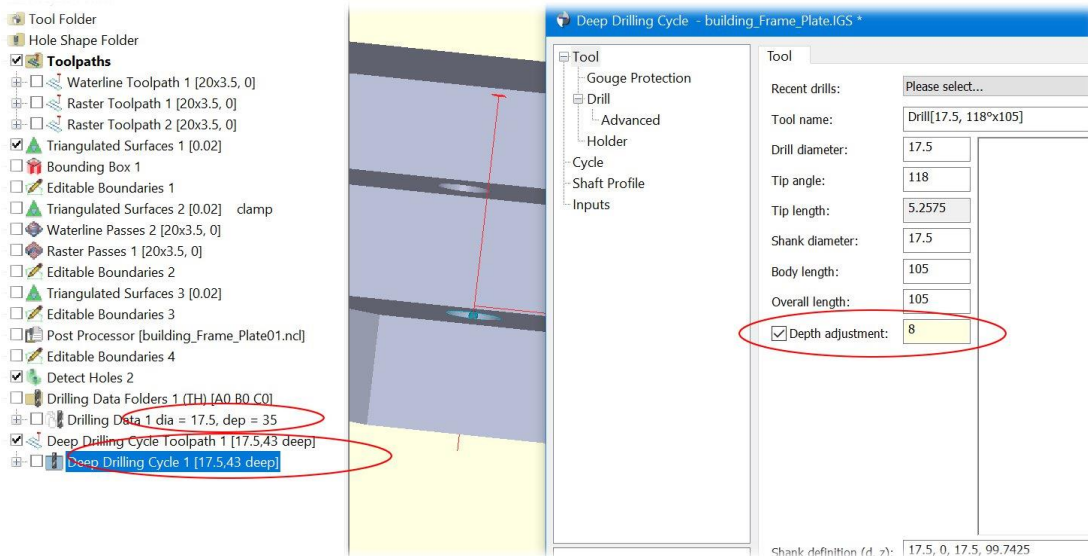 Tool Folder
Hole Shape Folder
Toolpaths
Waterline Toolpath 1 [20x3.5, 0]
Raster Toolpath 1 [20x3.5, 0]
Raster Toolpath 2 [20x3.5, 0]
Triangulated Surfaces 1 [0.02]
Bounding Box 1
Editable Boundaries 1
Triangulated Surfaces 2 [0.02] clamp
Waterline Passes 2 [20x3.5, 0]
Raster Passes 1 [20x3.5, 0]
Editable Boundaries 2
Triangulated Surfaces 3 [0.02]
Editable Boundaries 3
Post Processor [building_Frame_Plate01.ncl]
Editable Boundaries 4
Detect Holes 2
Drilling Data Folders 1 (TH) [A0 B0 C0]
Drilling Data 1 dia = 17.5, dep = 35
Deep Drilling Cycle Toolpath 1 [17.5,43 deep]
Deep Drilling Cycle 1 [17.5,43 deep]
Deep Drilling Cycle - building_Frame_Plate.IGS *
Tool
Gouge Protection
Drill
Advanced
Holder
Cycle
Shaft Profile
Inputs
Tool
Recent drills: Please select...
Tool name: Drill[17.5, 118°x105]
Drill diameter: 17.5
Tip angle: 118
Tip length: 5.2575
Shank diameter: 17.5
Body length: 105
Overall length: 105
Depth adjustment: 8
Shank definition (d, z): 17.5, 0, 17.5, 99.7425